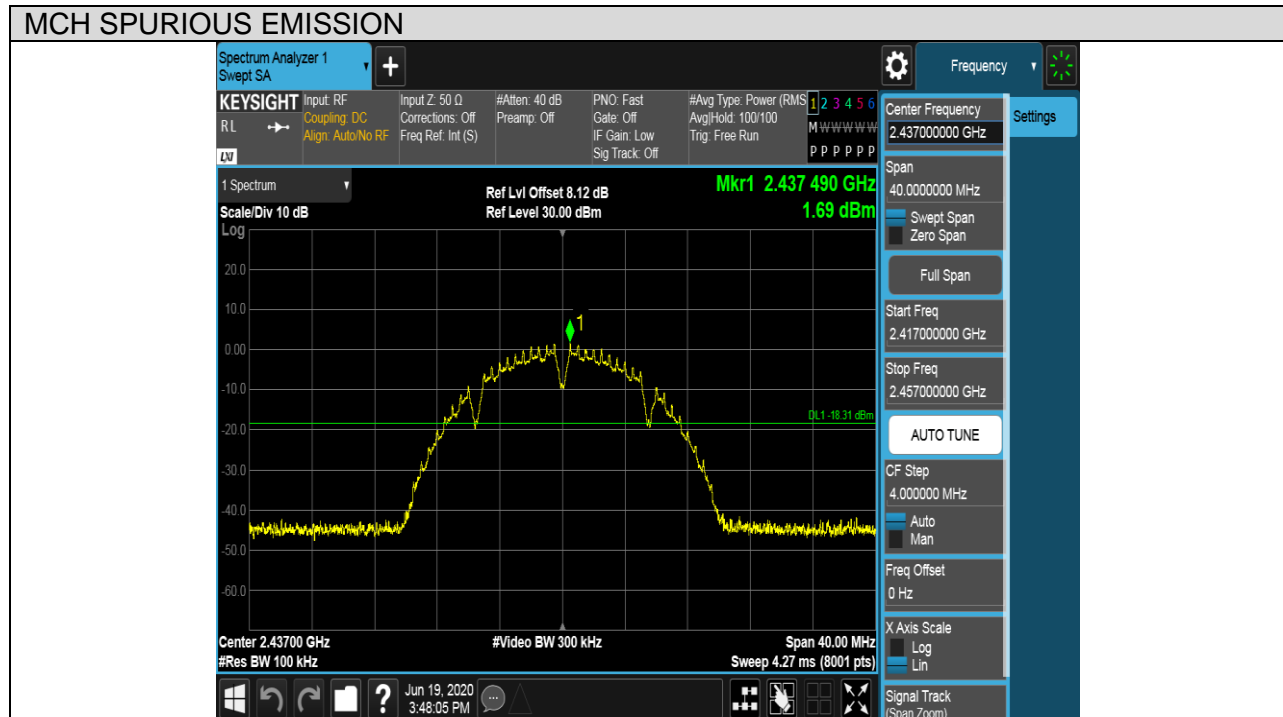 MCH SPURIOUS EMISSION
Spectrum Analyzer 1
Swept SA
Frequency
KEYSIGHT
RL
LXI
Input: RF
Coupling: DC
Align: Auto/No RF
Input Z: 50 Ω
Corrections: Off
Freq Ref: Int (S)
#Atten: 40 dB
Preamp: Off
PNO: Fast
Gate: Off
IF Gain: Low
Sig Track: Off
#Avg Type: Power (RMS
Avg|Hold: 100/100
Trig: Free Run
1 2 3 4 5 6
M W W W W W
P P P P P P
1 Spectrum
Scale/Div 10 dB
Ref Lvl Offset 8.12 dB
Ref Level 30.00 dBm
Mkr1 2.437 490 GHz
1.69 dBm
Log
20.0
10.0
0.00
-10.0
-20.0
-30.0
-40.0
-50.0
-60.0
1
DL1 -18.31 dBm
Center 2.43700 GHz
#Res BW 100 kHz
#Video BW 300 kHz
Span 40.00 MHz
Sweep 4.27 ms (8001 pts)
Center Frequency
2.437000000 GHz
Settings
Span
40.0000000 MHz
Swept Span
Zero Span
Full Span
Start Freq
2.417000000 GHz
Stop Freq
2.457000000 GHz
AUTO TUNE
CF Step
4.000000 MHz
Auto
Man
Freq Offset
0 Hz
X Axis Scale
Log
Lin
Signal Track
(Span Zoom)
?
Jun 19, 2020
3:48:05 PM